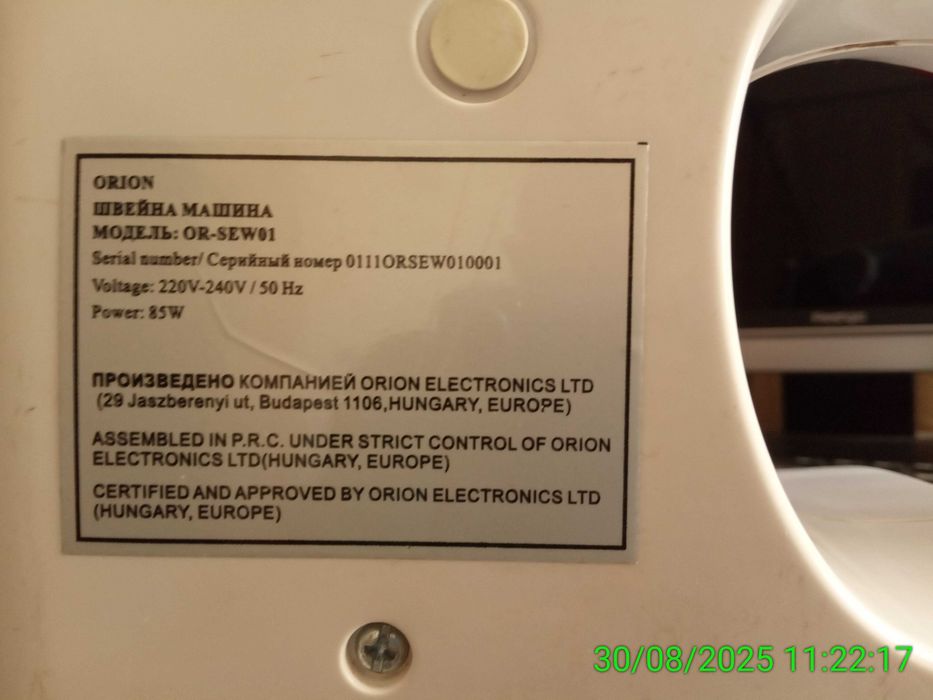 ORION
ШВЕЙНА МАШИНА
МОДЕЛЬ: OR-SEW01
Serial number/ Серийный номер 0111ORSEW010001
Voltage: 220V-240V / 50 Hz
Power: 85W
ПРОИЗВЕДЕНО КОМПАНИЕЙ ORION ELECTRONICS LTD
(29 Jaszberenyi ut, Budapest 1106,HUNGARY, EUROPE)
ASSEMBLED IN P.R.C. UNDER STRICT CONTROL OF ORION
ELECTRONICS LTD(HUNGARY, EUROPE)
CERTIFIED AND APPROVED BY ORION ELECTRONICS LTD
(HUNGARY, EUROPE)
30/08/2025 11:22:17